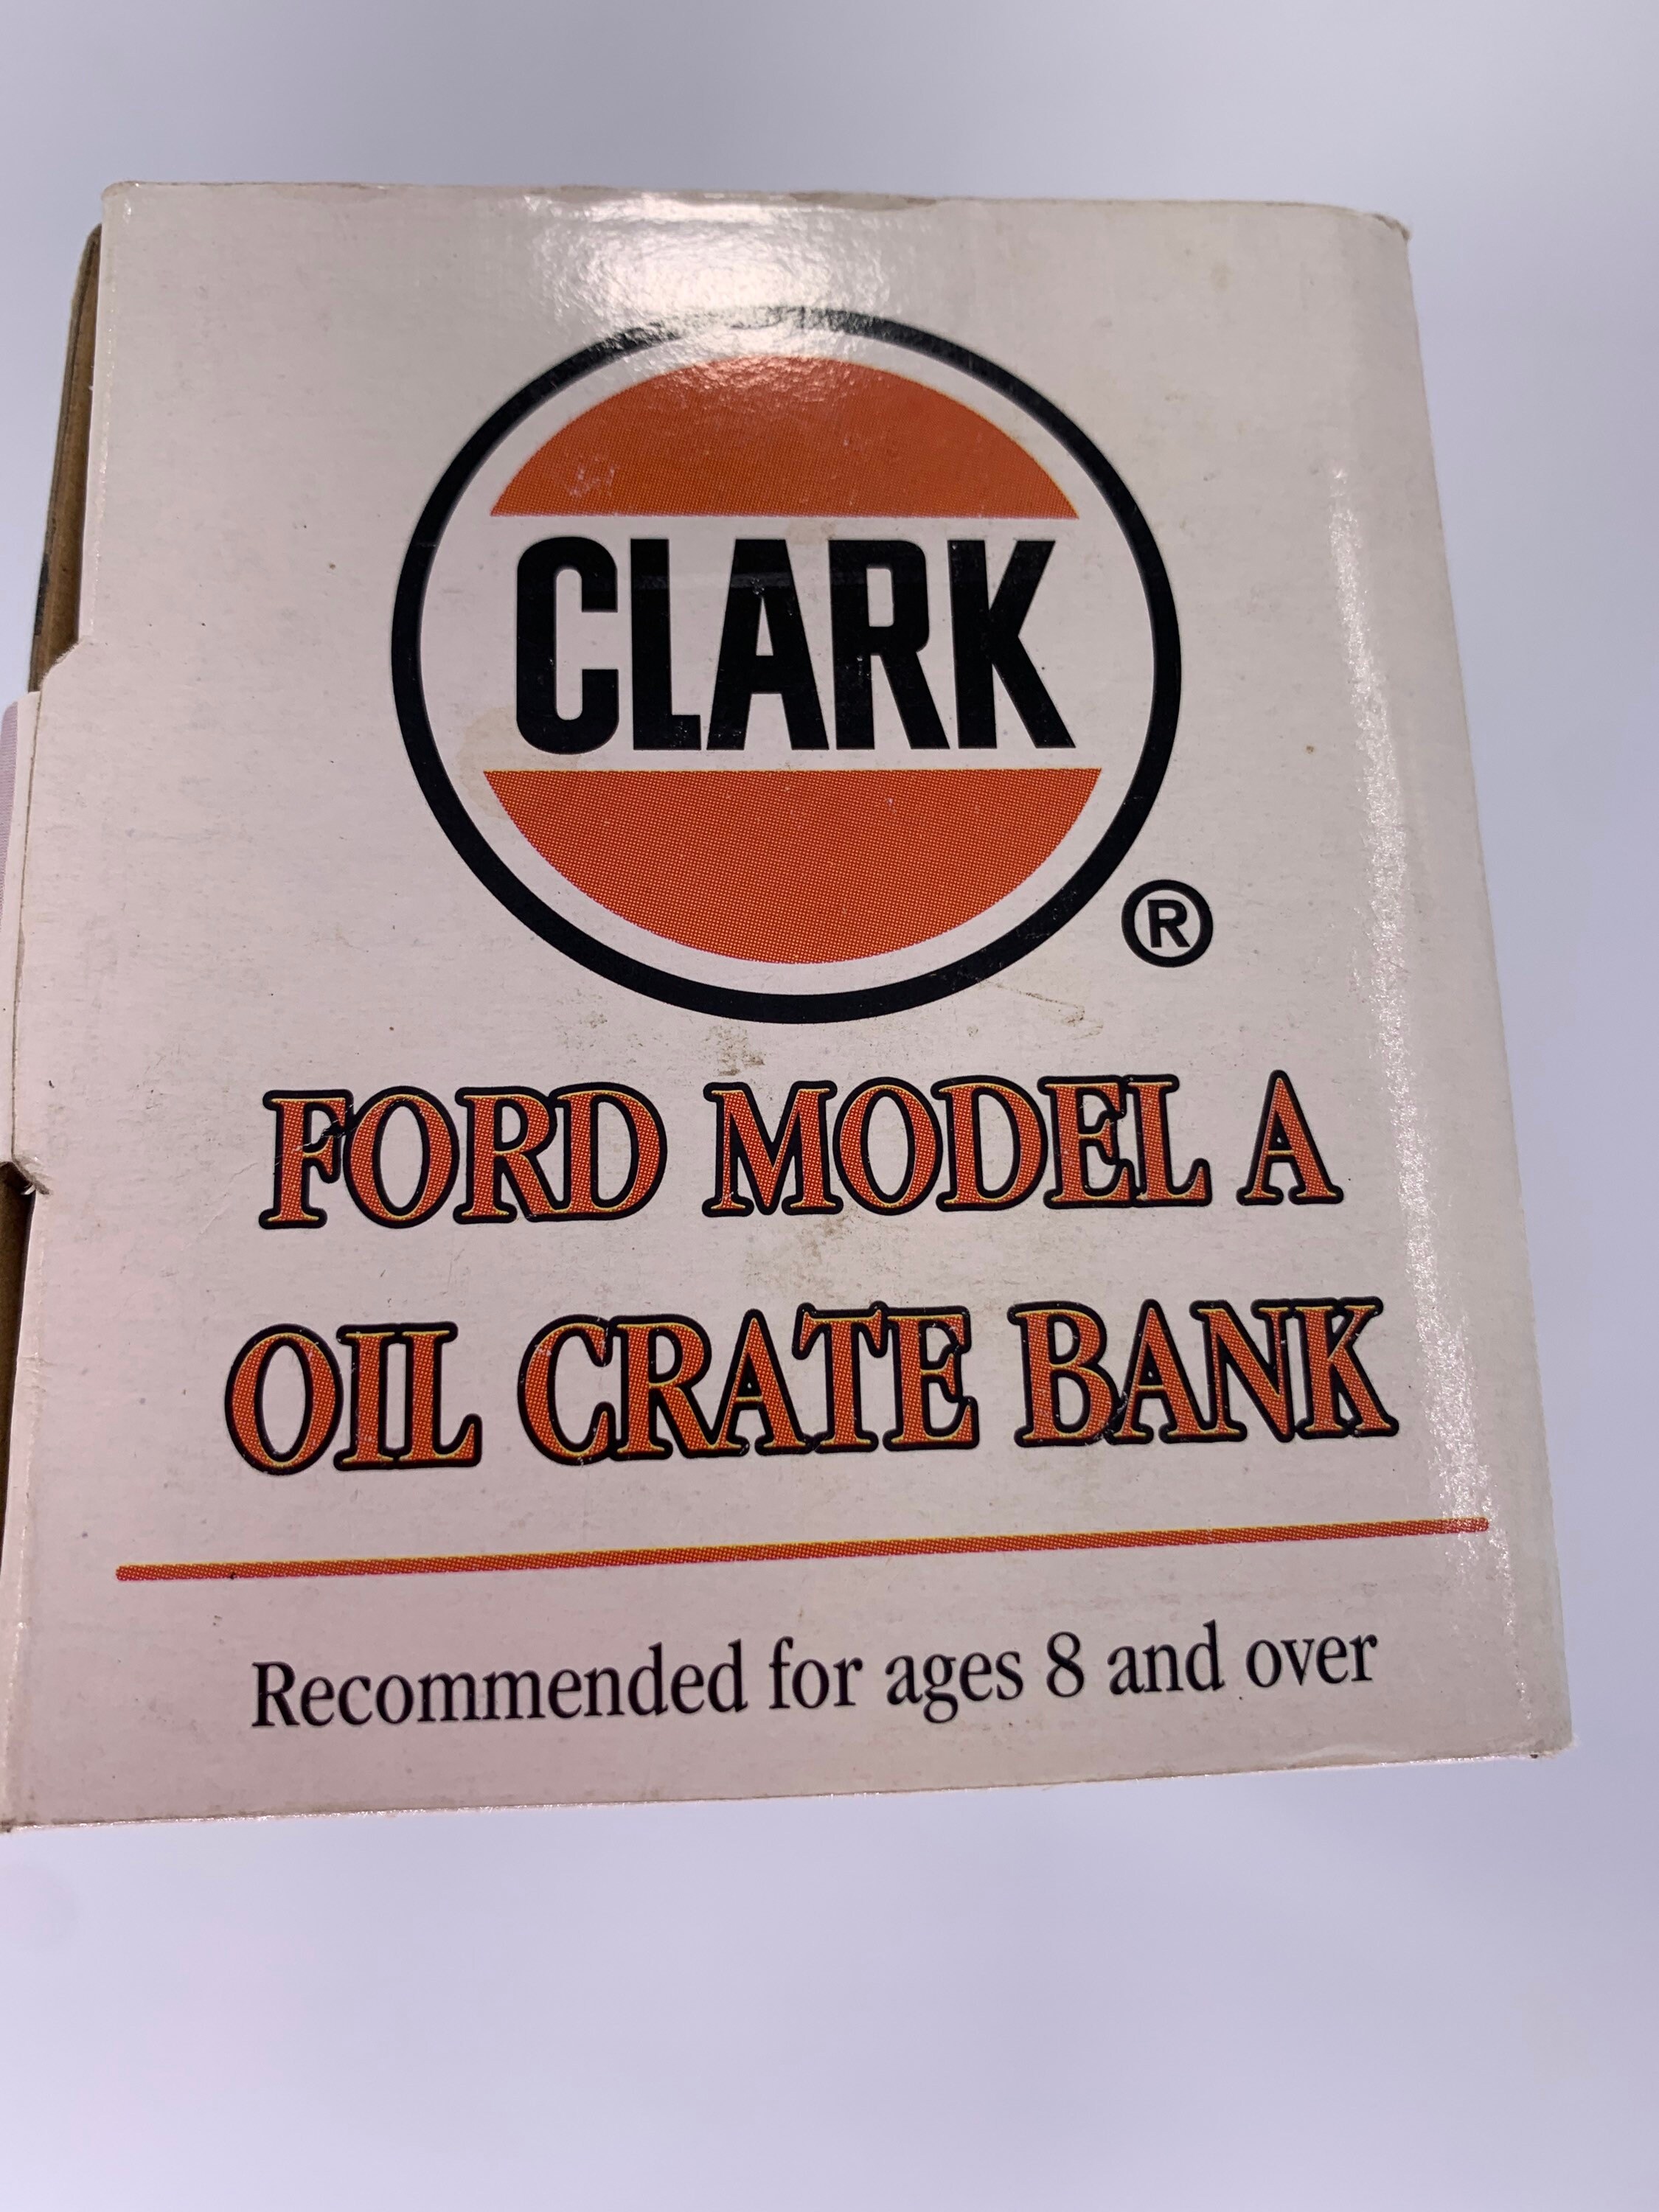 CLARK
®
FORD MODEL A
OIL CRATE BANK
Recommended for ages 8 and over